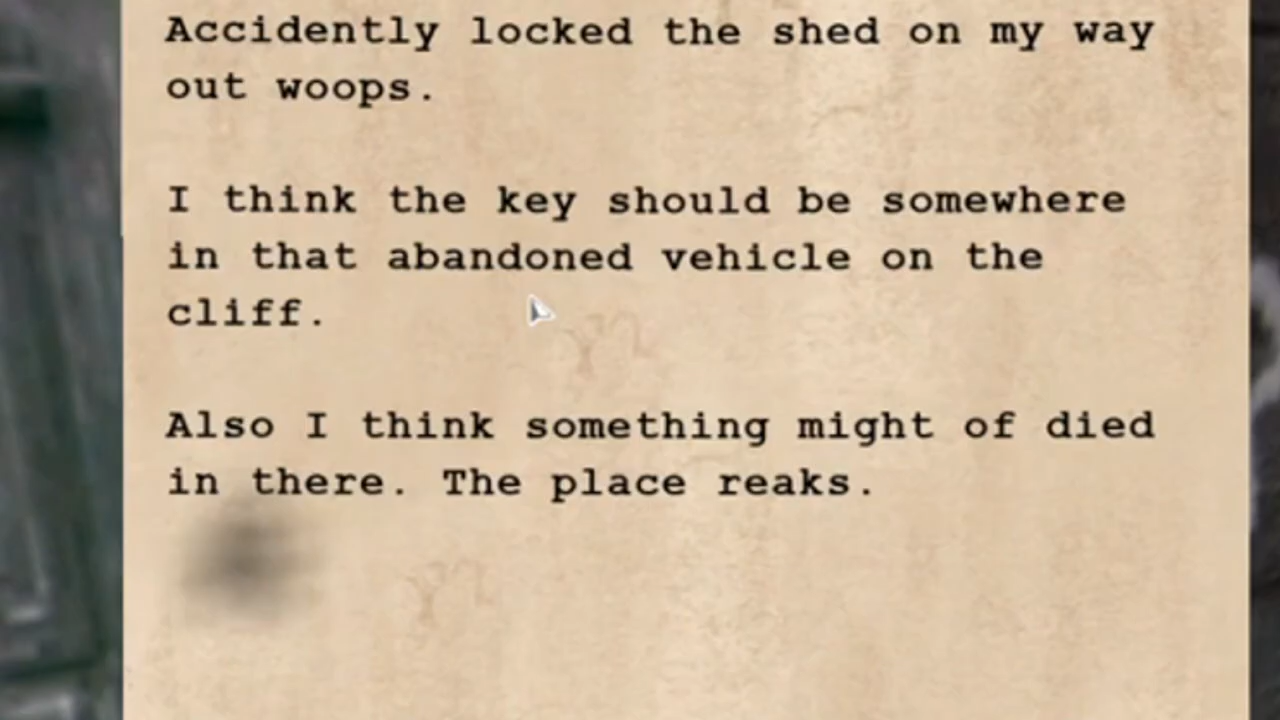 Accidently locked the shed on my way
out woops.
I think the key should be somewhere
in that abandoned vehicle on the
cliff.
Also I think something might of died
in there. The place reaks.